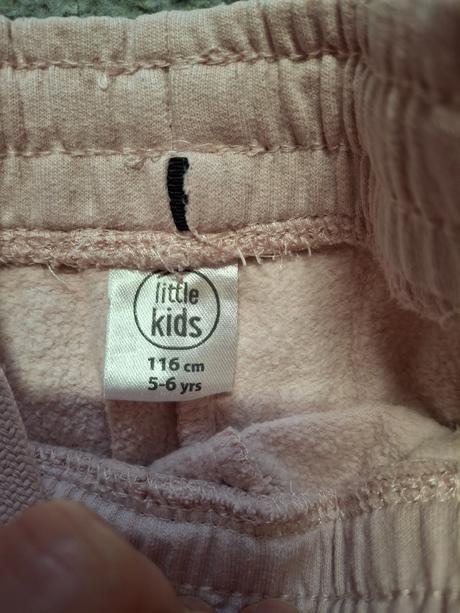 little
kids
116 cm
5-6 yrs